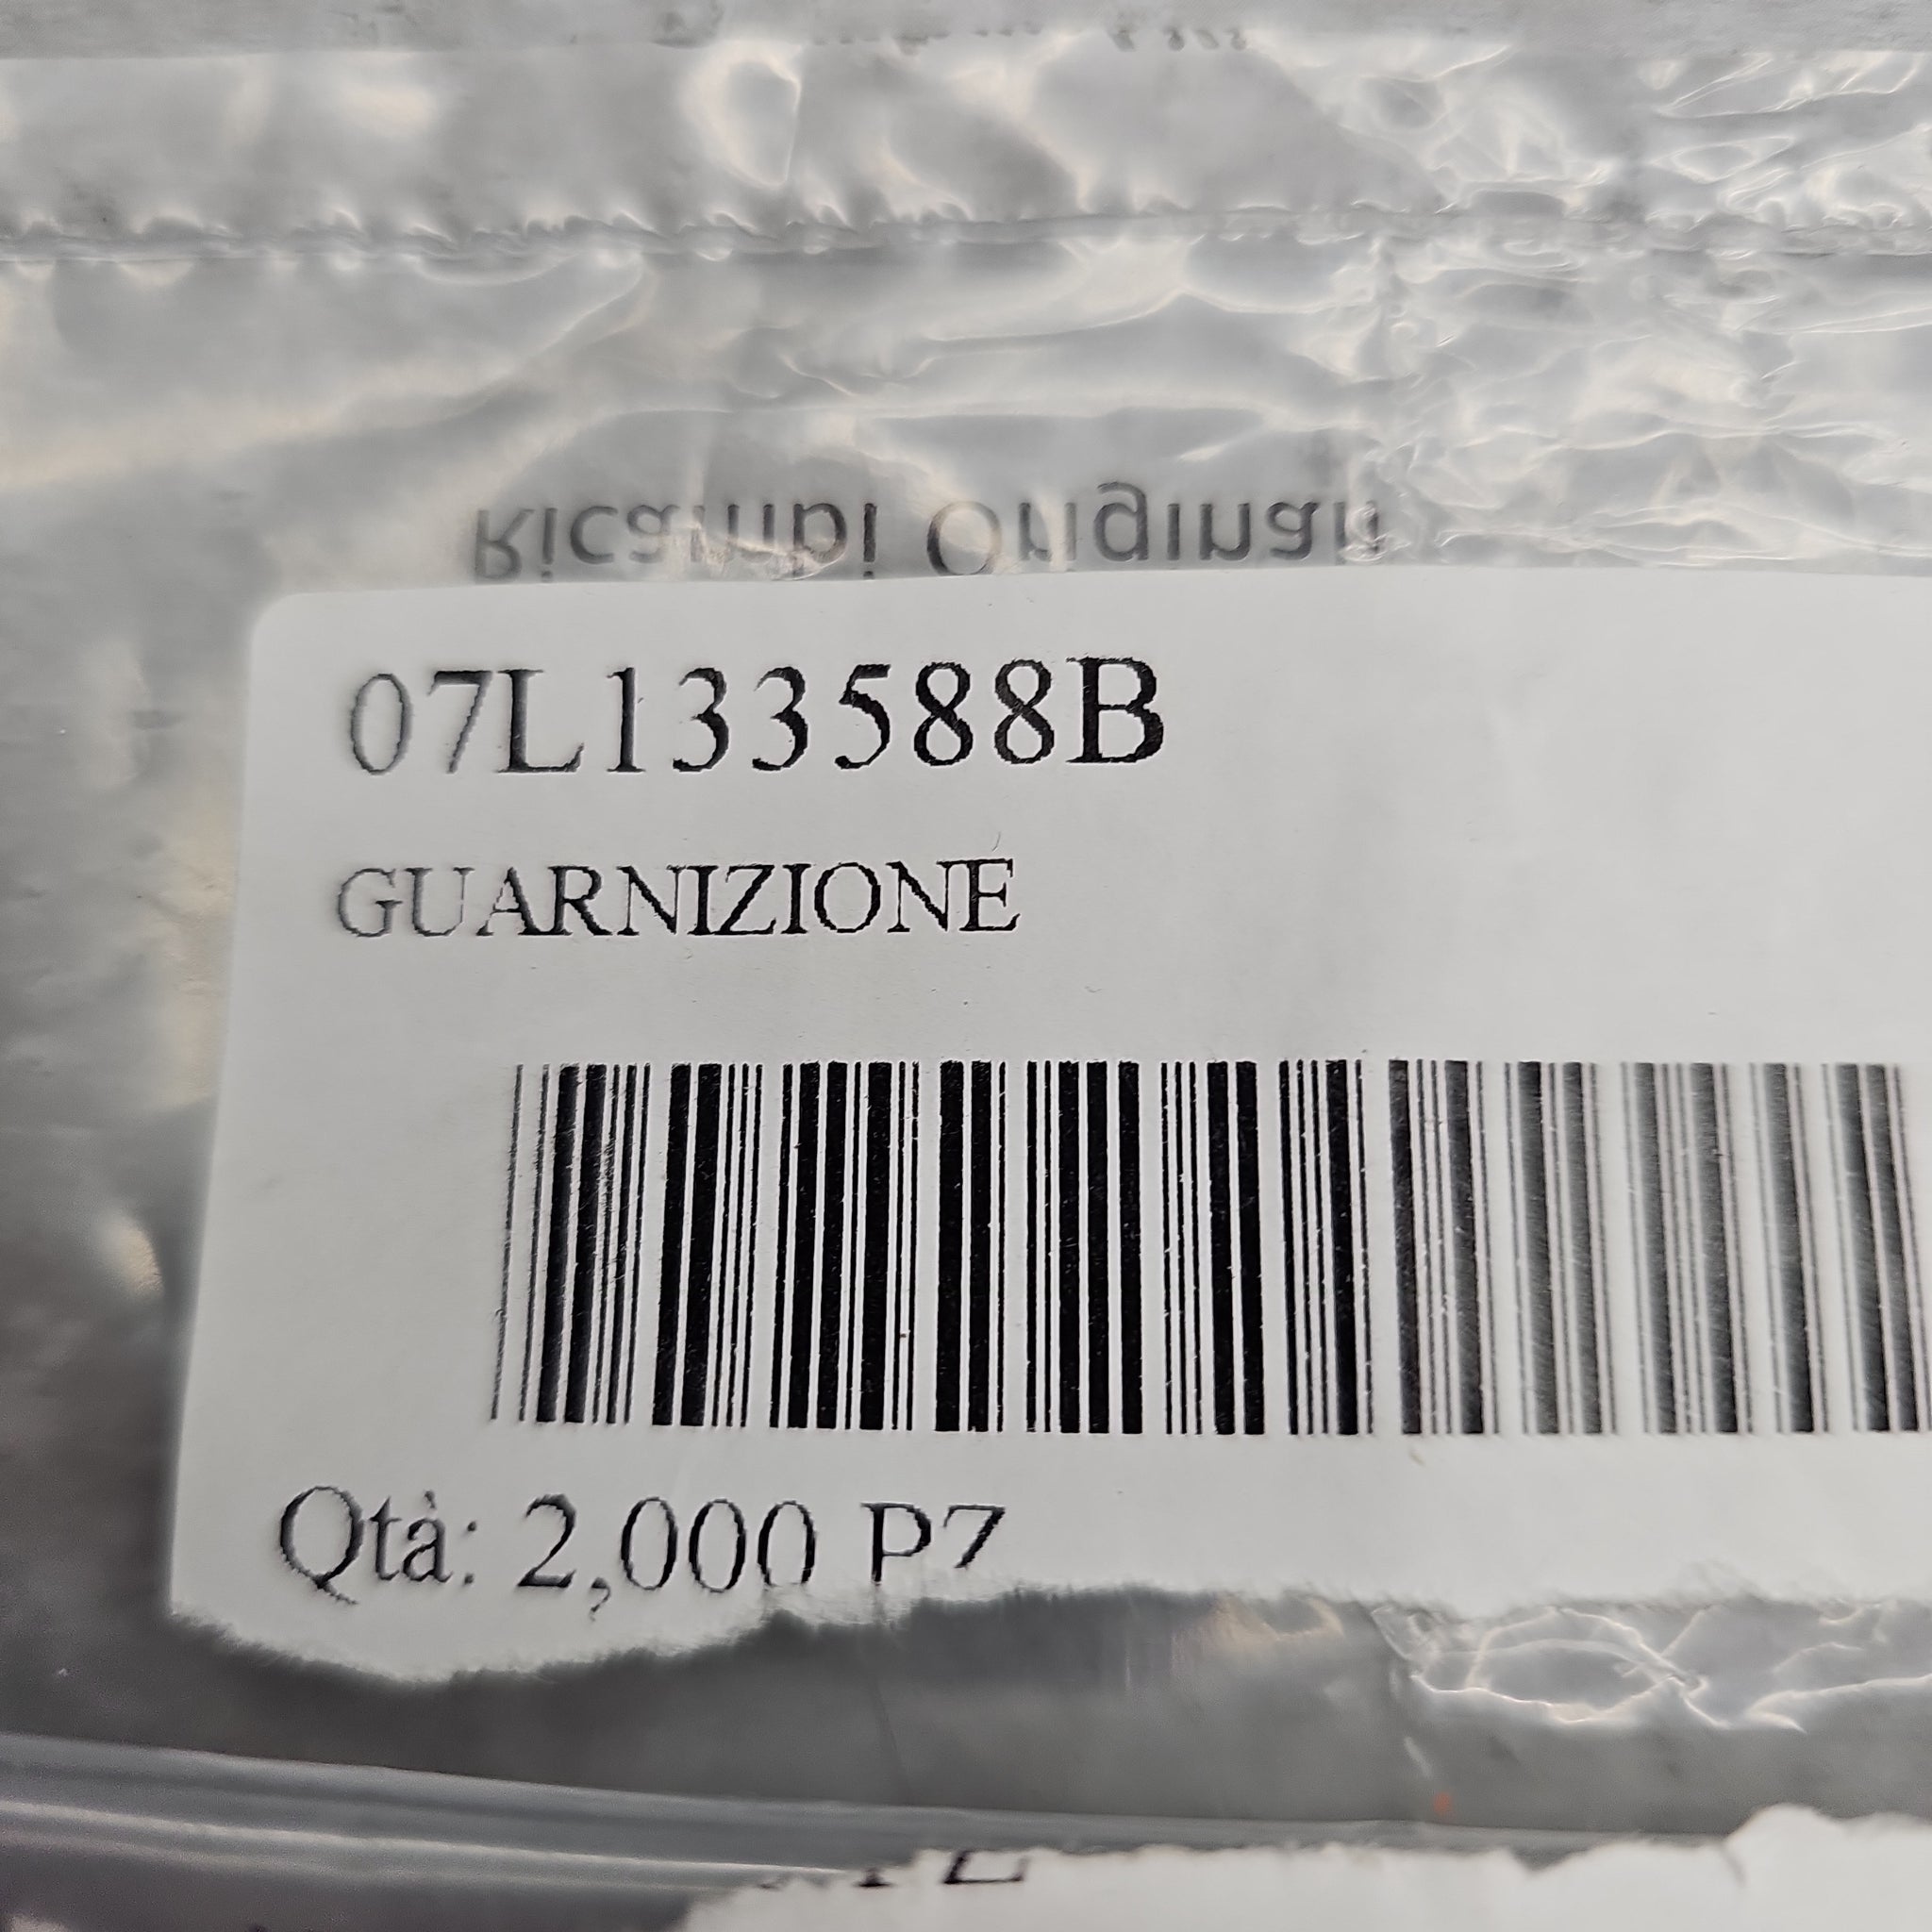 Ricambi Originali
07L133588B
GUARNIZIONE
Qtà: 2,000 PZ